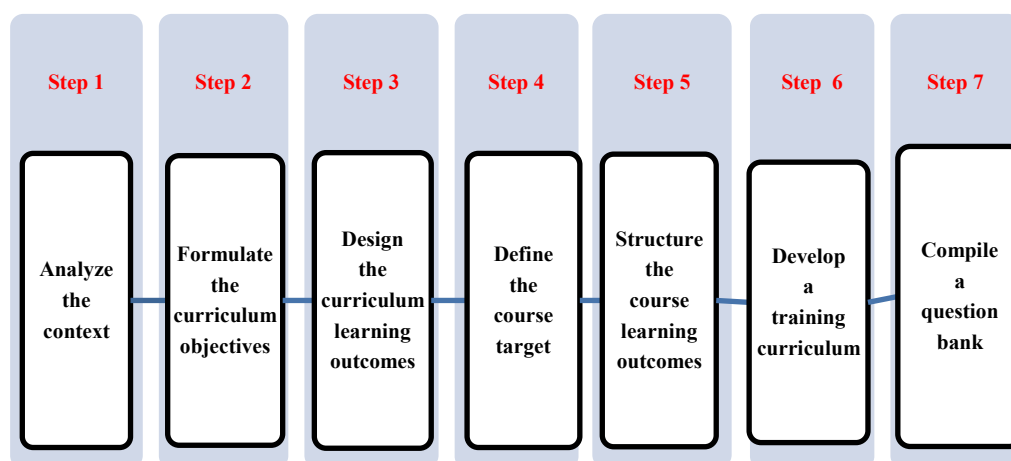 Step 1
Analyze
the
context
Step 2
Formulate
the
curriculum
objectives
Step 3
Design
the
curriculum
learning
outcomes
Step 4
Define
the
course
target
Step 5
Structure
the
course
learning
outcomes
Step 6
Develop
a
training
curriculum
Step 7
Compile
a
question
bank